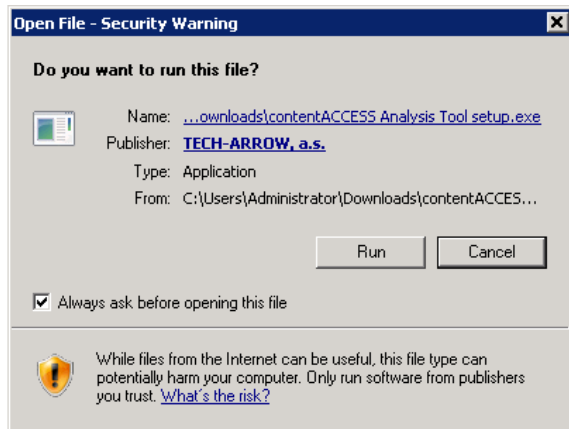 Open File - Security Warning
Do you want to run this file?
Name: ...ownloads\contentACCESS Analysis Tool setup.exe
Publisher: TECH-ARROW, a.s.
Type: Application
From: C:\Users\Administrator\Downloads\contentACCES...
Run Cancel
Always ask before opening this file
While files from the Internet can be useful, this file type can
potentially harm your computer. Only run software from publishers
you trust. What's the risk?